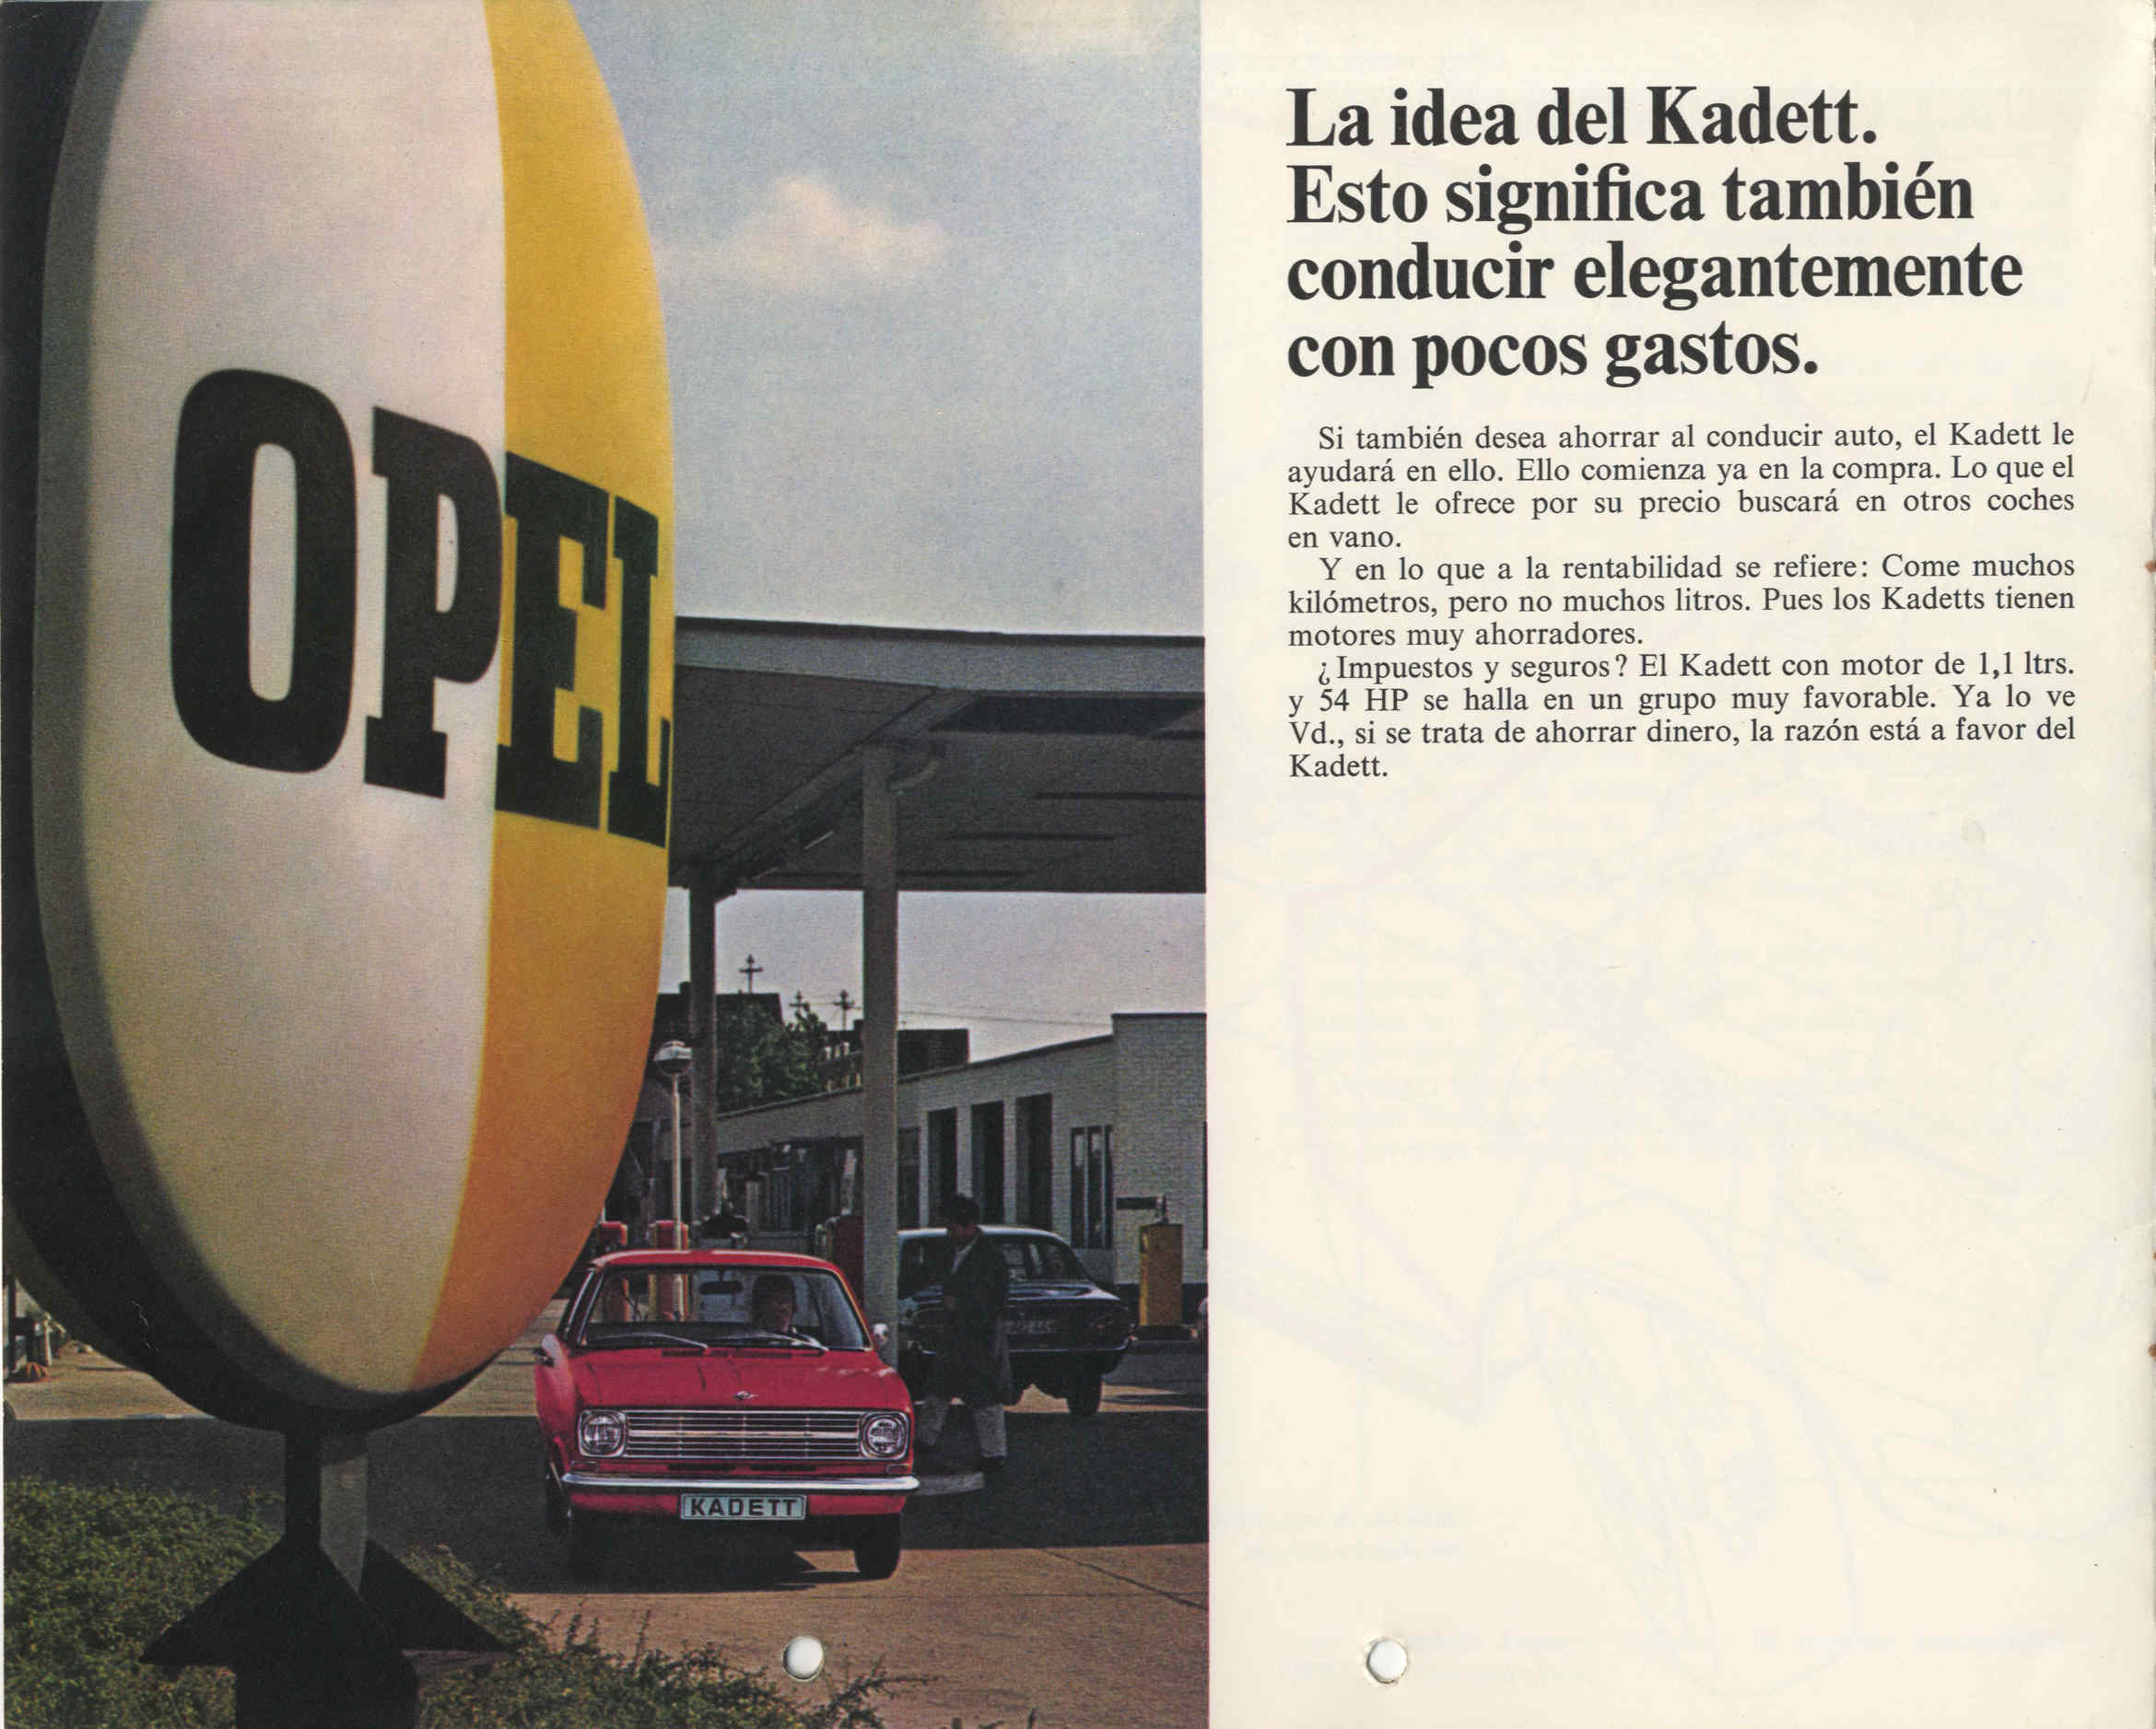 OPEL
KADETT
La idea del Kadett.
Esto significa también
conducir elegantemente
con pocos gastos.
Si también desea ahorrar al conducir auto, el Kadett le
ayudará en ello. Ello comienza ya en la compra. Lo que el
Kadett le ofrece por su precio buscará en otros coches
en vano.
Y en lo que a la rentabilidad se refiere: Come muchos
kilómetros, pero no muchos litros. Pues los Kadetts tienen
motores muy ahorradores.
¿Impuestos y seguros? El Kadett con motor de 1,1 ltrs.
y 54 HP se halla en un grupo muy favorable. Ya lo ve
Vd., si se trata de ahorrar dinero, la razón está a favor del
Kadett.